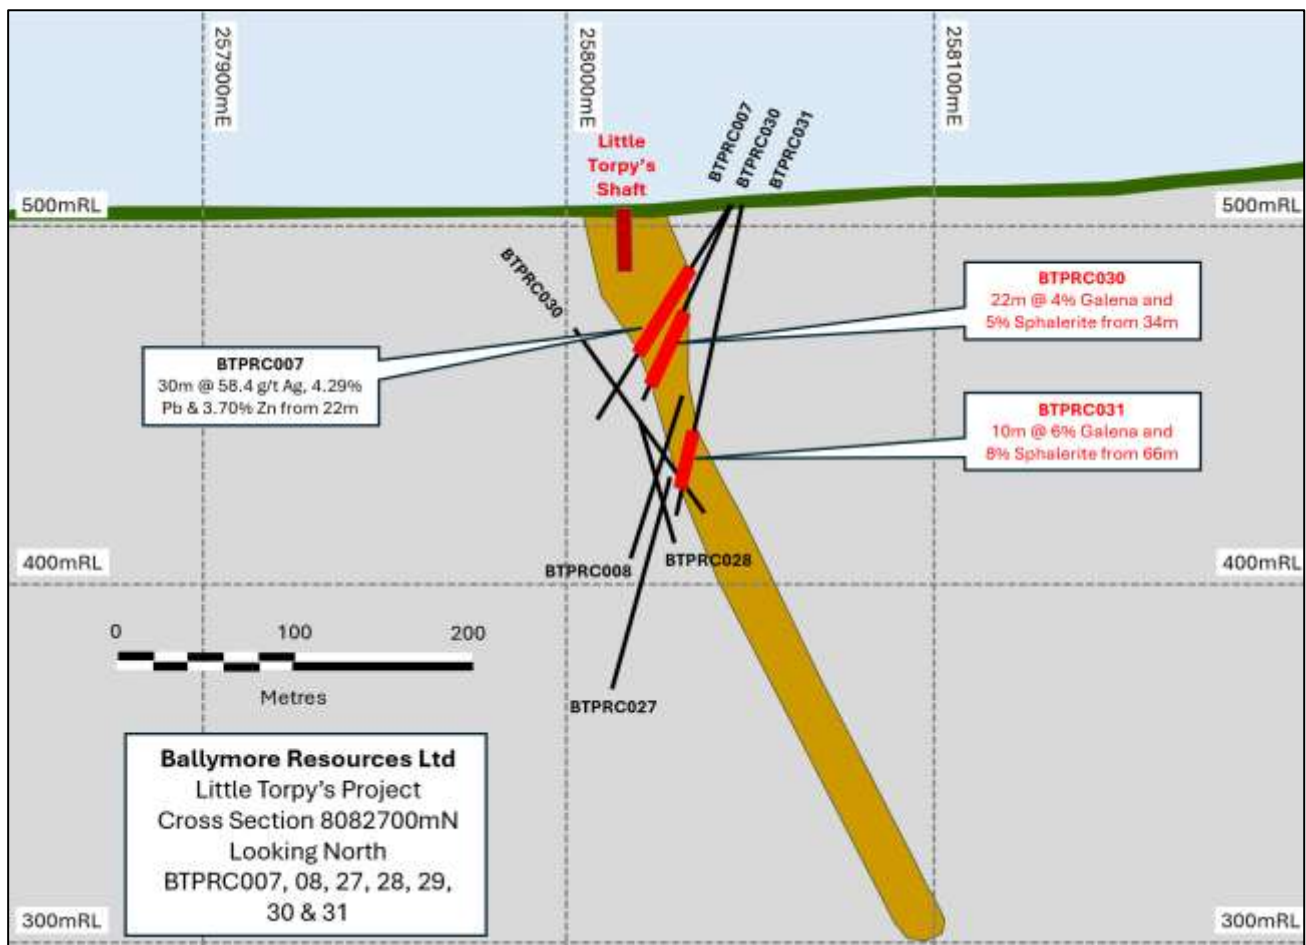 257900mE
258000mE
258100mE
BTPRC007
BTPRC030
BTPRC031
Little
Torpy's
Shaft
500mRL
500mRL
BTPRC030
BTPRC030
22m @ 4% Galena and
5% Sphalerite from 34m
BTPRC007
30m @ 58.4 g/t Ag, 4.29%
Pb & 3.70% Zn from 22m
BTPRC031
10m @ 6% Galena and
8% Sphalerite from 66m
400mRL
400mRL
BTPRC008
BTPRC028
0 100 200
Metres
BTPRC027
Ballymore Resources Ltd
Little Torpy's Project
Cross Section 8082700mN
Looking North
BTPRC007, 08, 27, 28, 29,
30 & 31
300mRL
300mRL